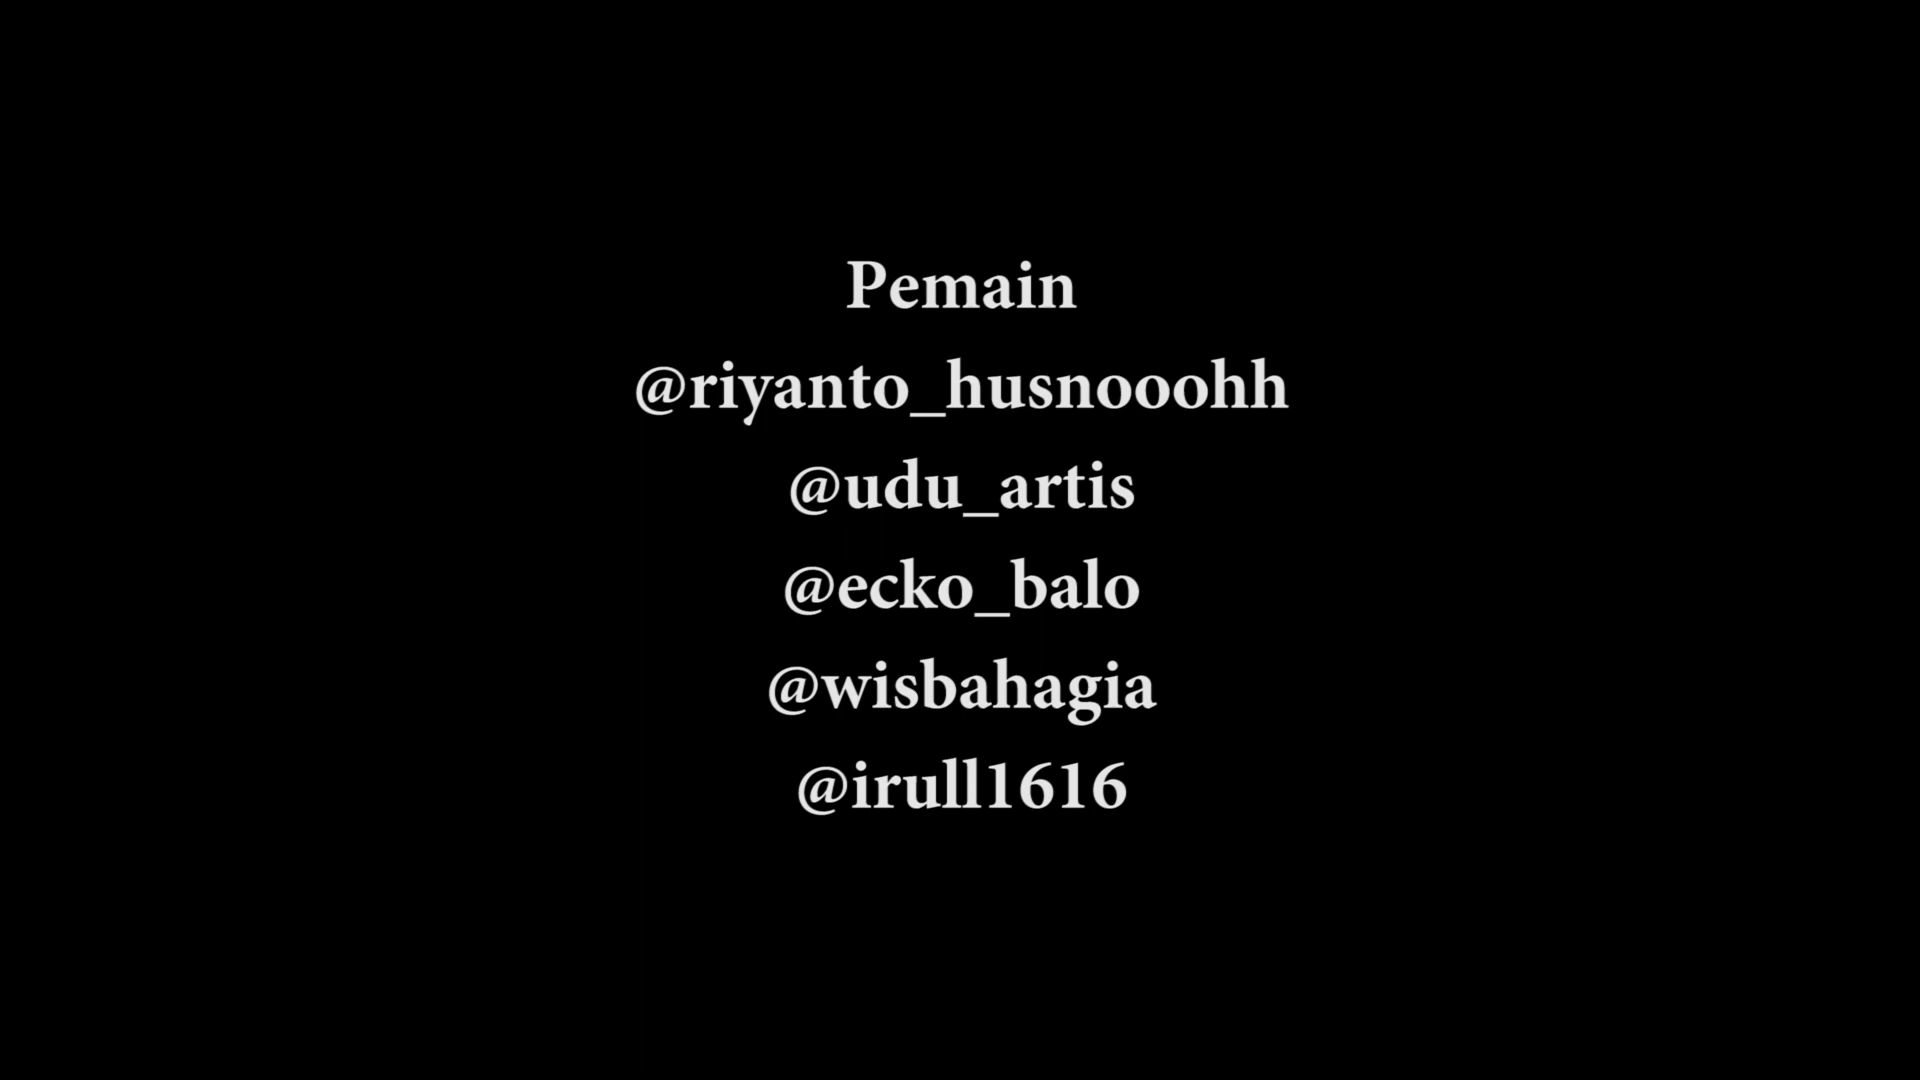 Pemain
@riyanto_husnooohh
@udu_artis
@ecko_balo
@wisbahagia
@irull1616